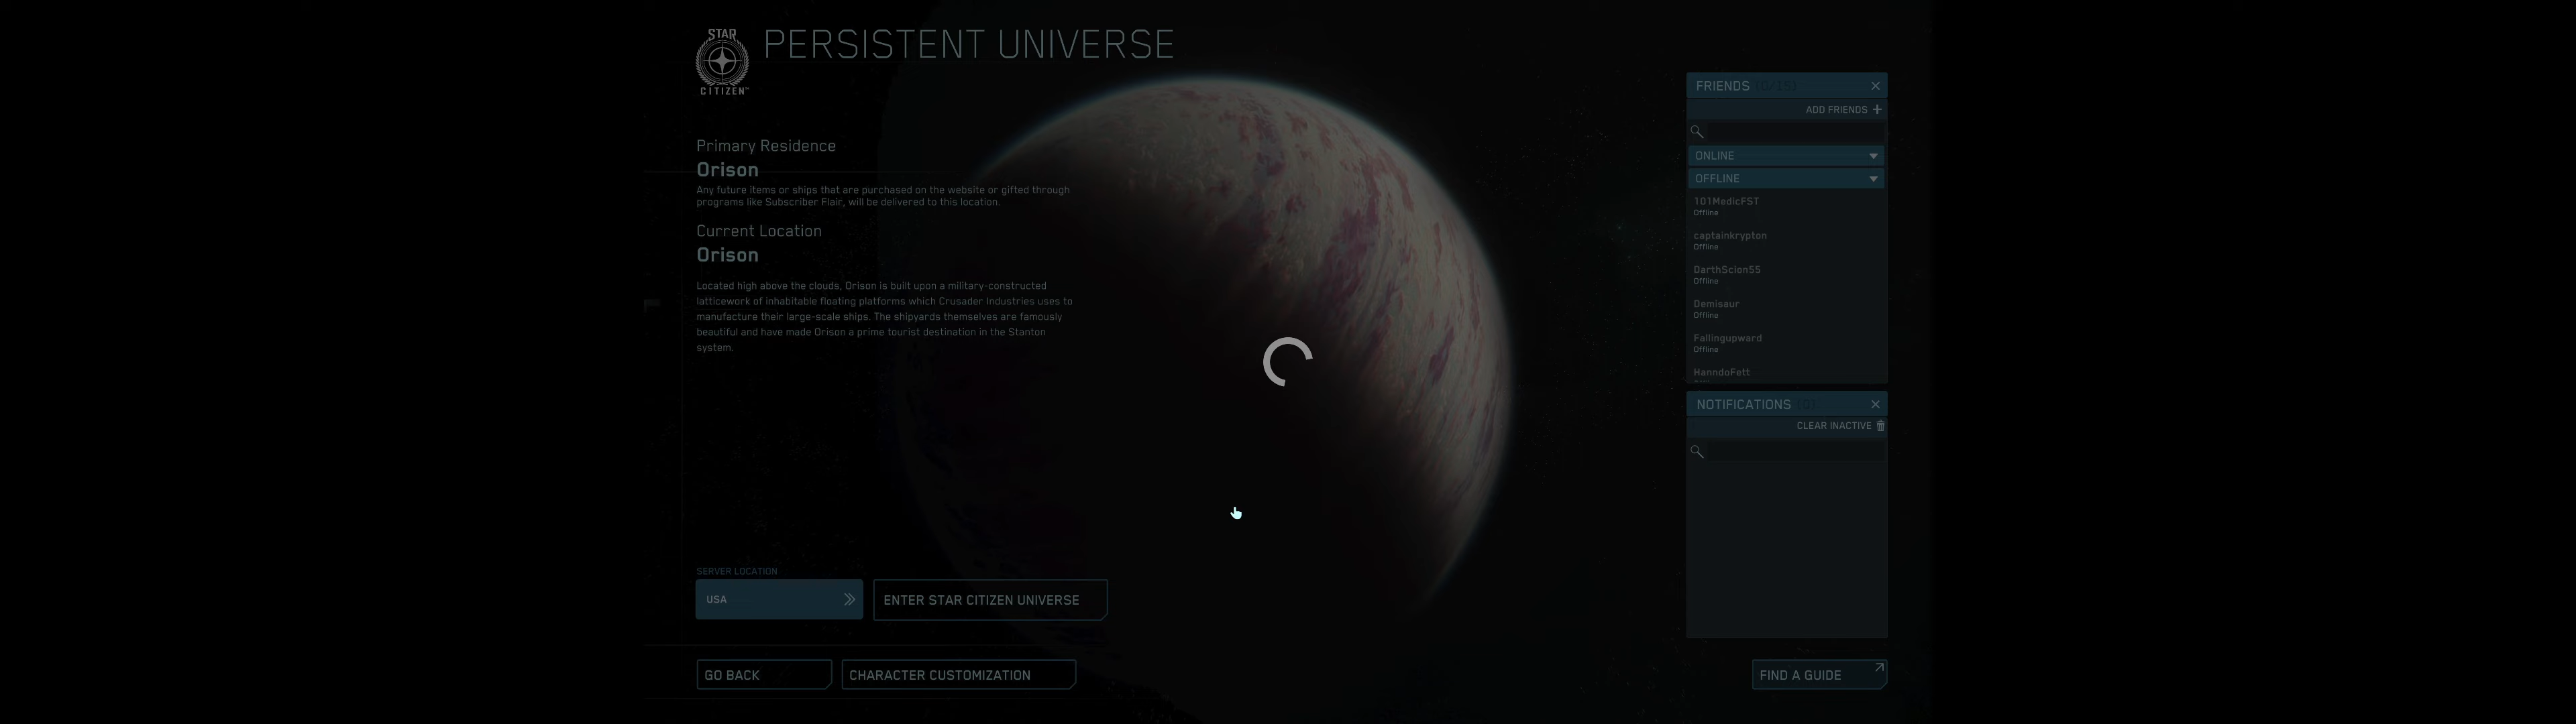 STAR
CITIZEN™
PERSISTENT UNIVERSE
Primary Residence
Orison
Any future items or ships that are purchased on the website or gifted through
programs like Subscriber Flair, will be delivered to this location.
Current Location
Orison
Located high above the clouds, Orison is built upon a military-constructed
latticework of inhabitable floating platforms which Crusader Industries uses to
manufacture their large-scale ships. The shipyards themselves are famously
beautiful and have made Orison a prime tourist destination in the Stanton
system.
SERVER LOCATION
USA
ENTER STAR CITIZEN UNIVERSE
GO BACK
CHARACTER CUSTOMIZATION
FRIENDS (0/15)
ADD FRIENDS
ONLINE
OFFLINE
101MedicFST
Offline
captainkrypton
Offline
DarthScion55
Offline
Demisaur
Offline
Fallingupward
Offline
HanndoFett
NOTIFICATIONS (0)
CLEAR INACTIVE
FIND A GUIDE